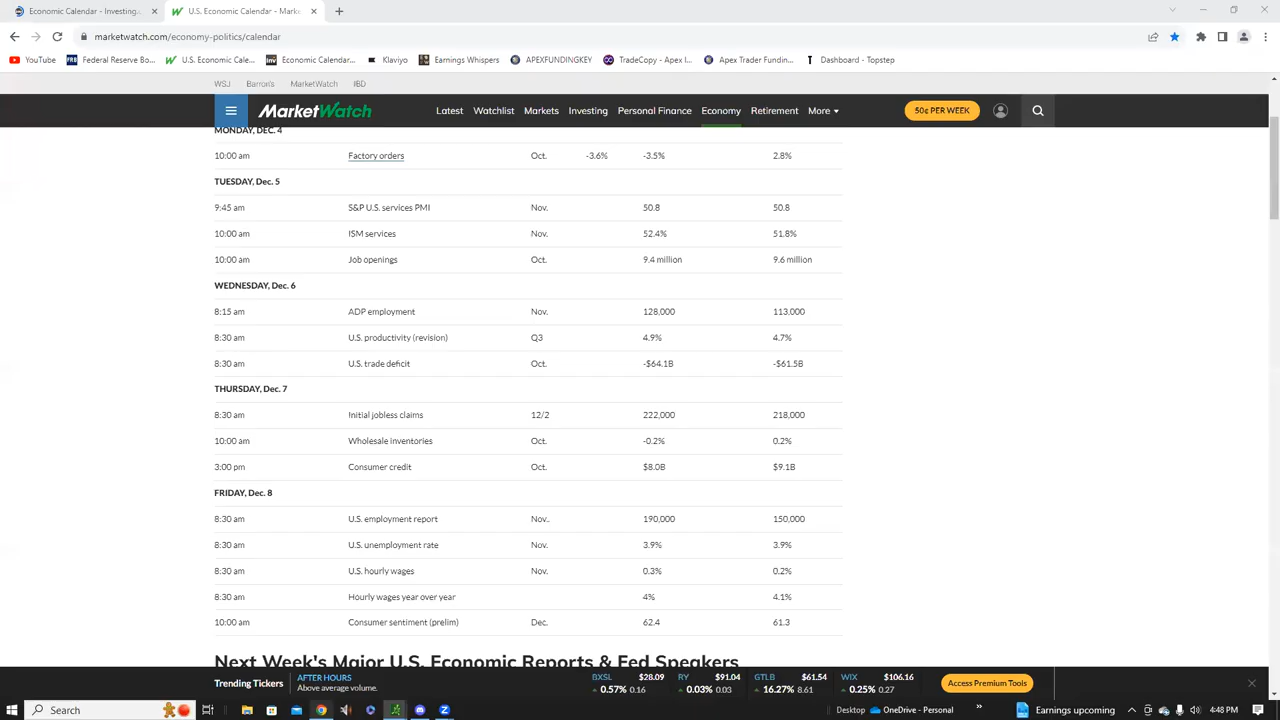 Economic Calendar - Investing.
U.S. Economic Calendar - Marke
marketwatch.com/economy-politics/calendar
YouTube
FRB Federal Reserve Bo...
U.S. Economic Cale...
Inv Economic Calendar...
Klaviyo
Earnings Whispers
APEXFUNDINGKEY
TradeCopy - Apex I...
Apex Trader Fundin...
Dashboard - Topstep
WSJ Barron's MarketWatch IBD
MarketWatch Latest Watchlist Markets Investing Personal Finance Economy Retirement More 50¢ PER WEEK
MONDAY, DEC. 4
10:00 am Factory orders Oct. -3.6% -3.5% 2.8%
TUESDAY, Dec. 5
9:45 am S&P U.S. services PMI Nov. 50.8 50.8
10:00 am ISM services Nov. 52.4% 51.8%
10:00 am Job openings Oct. 9.4 million 9.6 million
WEDNESDAY, Dec. 6
8:15 am ADP employment Nov. 128,000 113.000
8:30 am U.S. productivity (revision) Q3 4.9% 4.7%
8:30 am U.S. trade deficit Oct. -$64.1B -$61.5B
THURSDAY, Dec. 7
8:30 am Initial jobless claims 12/2 222,000 218,000
10:00 am Wholesale inventories Oct. -0.2% 0.2%
3:00 pm Consumer credit Oct. $8.0B $9.1B
FRIDAY, Dec. 8
8:30 am U.S. employment report Nov.. 190,000 150,000
8:30 am U.S. unemployment rate Nov. 3.9% 3.9%
8:30 am U.S. hourly wages Nov. 0.3% 0.2%
8:30 am Hourly wages year over year 4% 4.1%
10:00 am Consumer sentiment (prelim) Dec. 62.4 61.3
Next Week's Major U.S. Economic Reports & Fed Speakers
Trending Tickers
AFTER HOURS
Above average volume.
BXSL $28.09
0.57% 0.16
RY $91.04
0.03% 0.03
GTLB $61.54
16.27% 8.61
WIX $106.16
0.25% 0.27
Access Premium Tools
Search
Desktop
OneDrive - Personal
Earnings upcoming
4:48 PM